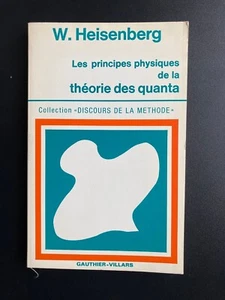 W. Heisenberg
Les principes physiques
de la
théorie des quanta
Collection «DISCOURS DE LA METHODE»
GAUTHIER-VILLARS